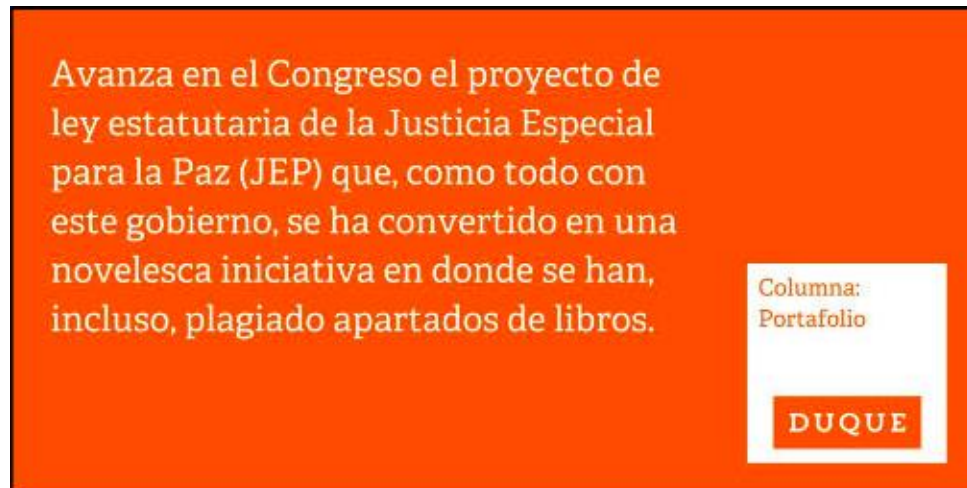 Avanza en el Congreso el proyecto de
ley estatutaria de la Justicia Especial
para la Paz (JEP) que, como todo con
este gobierno, se ha convertido en una
novelesca iniciativa en donde se han,
incluso, plagiado apartados de libros.
Columna:
Portafolio
DUQUE